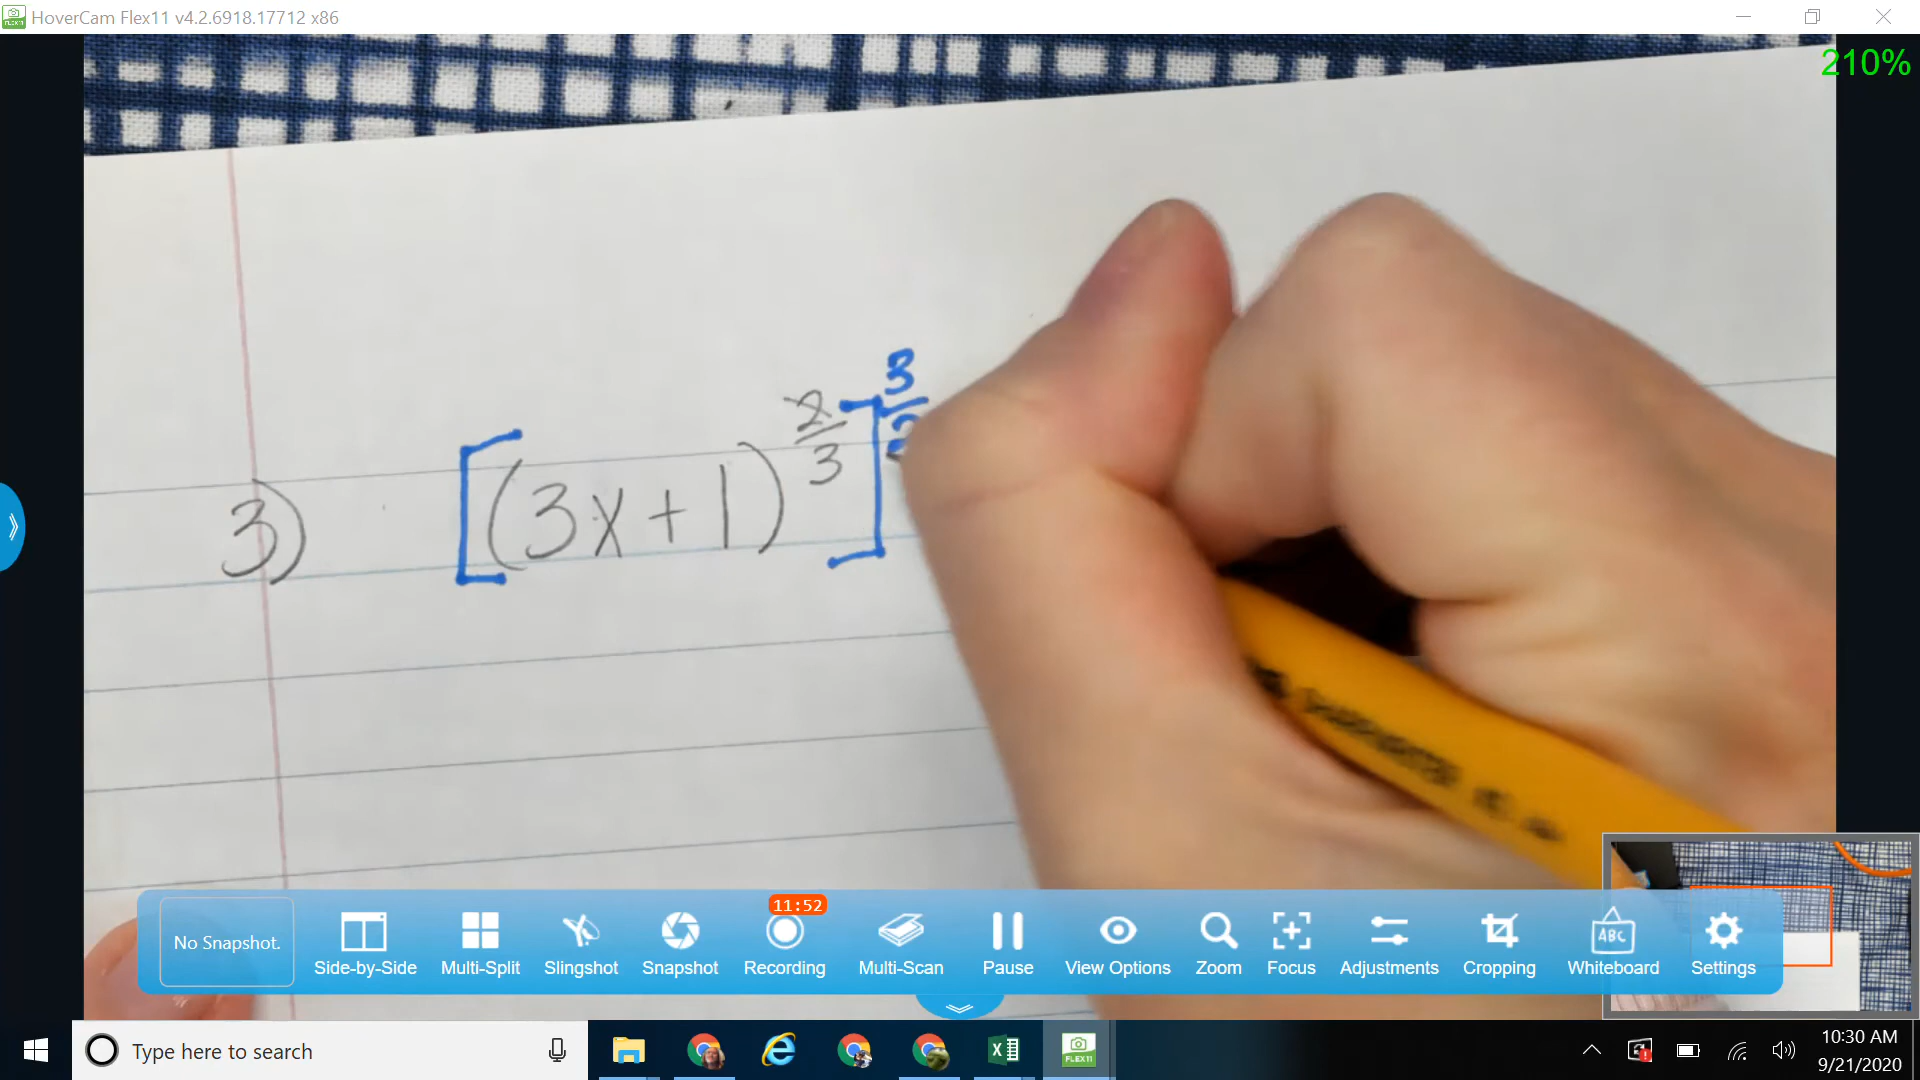 HoverCam Flex11 v4.2.6918.17712 x86
210%
3) [(3x+1)^2/3]^3/2
No Snapshot.
Side-by-Side
Multi-Split
Slingshot
Snapshot
11:52
Recording
Multi-Scan
Pause
View Options
Zoom
Focus
Adjustments
Cropping
ABC
Whiteboard
Settings
Type here to search
FLEX11
10:30 AM
9/21/2020